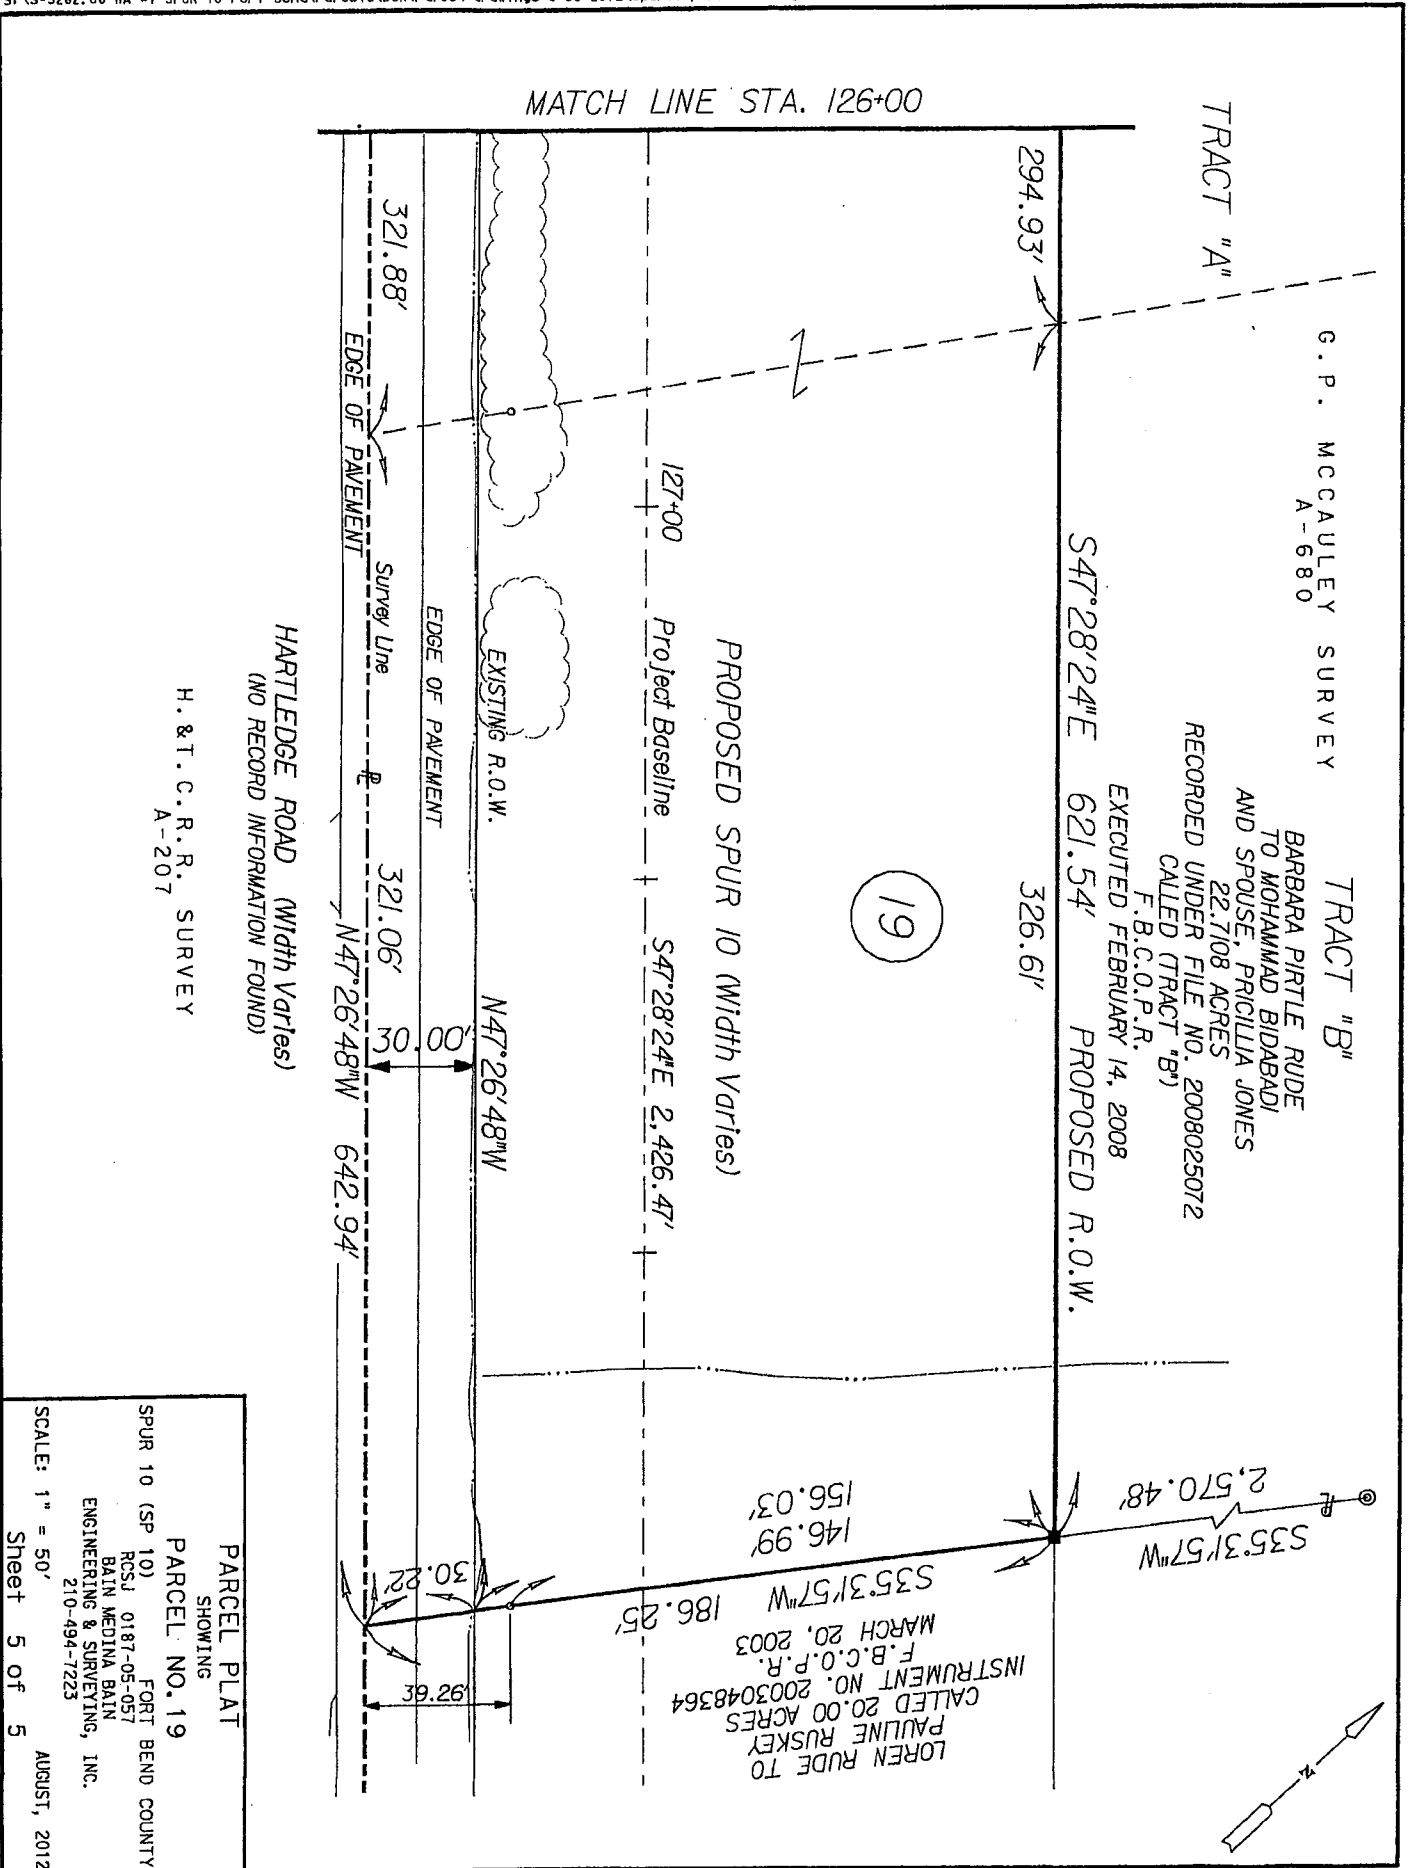 MATCH LINE STA. 126+00
TRACT "A"
G. P. MCCAULEY SURVEY
A-680
TRACT "B"
BARBARA PIRTLE RUDE
TO MOHAMMAD BIDABADI
AND SPOUSE, PRICILLIA JONES
22.7108 ACRES
RECORDED UNDER FILE NO. 2008025072
CALLED (TRACT "B")
F.B.C.O.P.R.
EXECUTED FEBRUARY 14, 2008
294.93'
S47°28'24"E 621.54' PROPOSED R.O.W.
326.61'
19
PROPOSED SPUR 10 (Width Varies)
127+00 Project Baseline S47°28'24"E 2,426.47'
EXISTING R.O.W. N47°26'48"W
EDGE OF PAVEMENT
30.00'
321.88' Survey Line PL 321.06'
EDGE OF PAVEMENT
N47°26'48"W 642.94'
HARTLEDGE ROAD (Width Varies)
(NO RECORD INFORMATION FOUND)
H. & T. C. R. R. SURVEY
A-207
PL
S35°31'57"W
2,570.48'
156.03'
146.99'
S35°31'57"W 186.25'
30.22'
39.26'
LOREN RUDE TO
PAULINE RUSKEY
CALLED 20.00 ACRES
INSTRUMENT NO. 2003048364
F.B.C.O.P.R.
MARCH 20, 2003
N
PARCEL PLAT
SHOWING
PARCEL NO. 19
SPUR 10 (SP 10) FORT BEND COUNTY
RCSJ 0187-05-057
BAIN MEDINA BAIN
ENGINEERING & SURVEYING, INC.
210-494-7223
SCALE: 1" = 50' AUGUST, 2012
Sheet 5 of 5